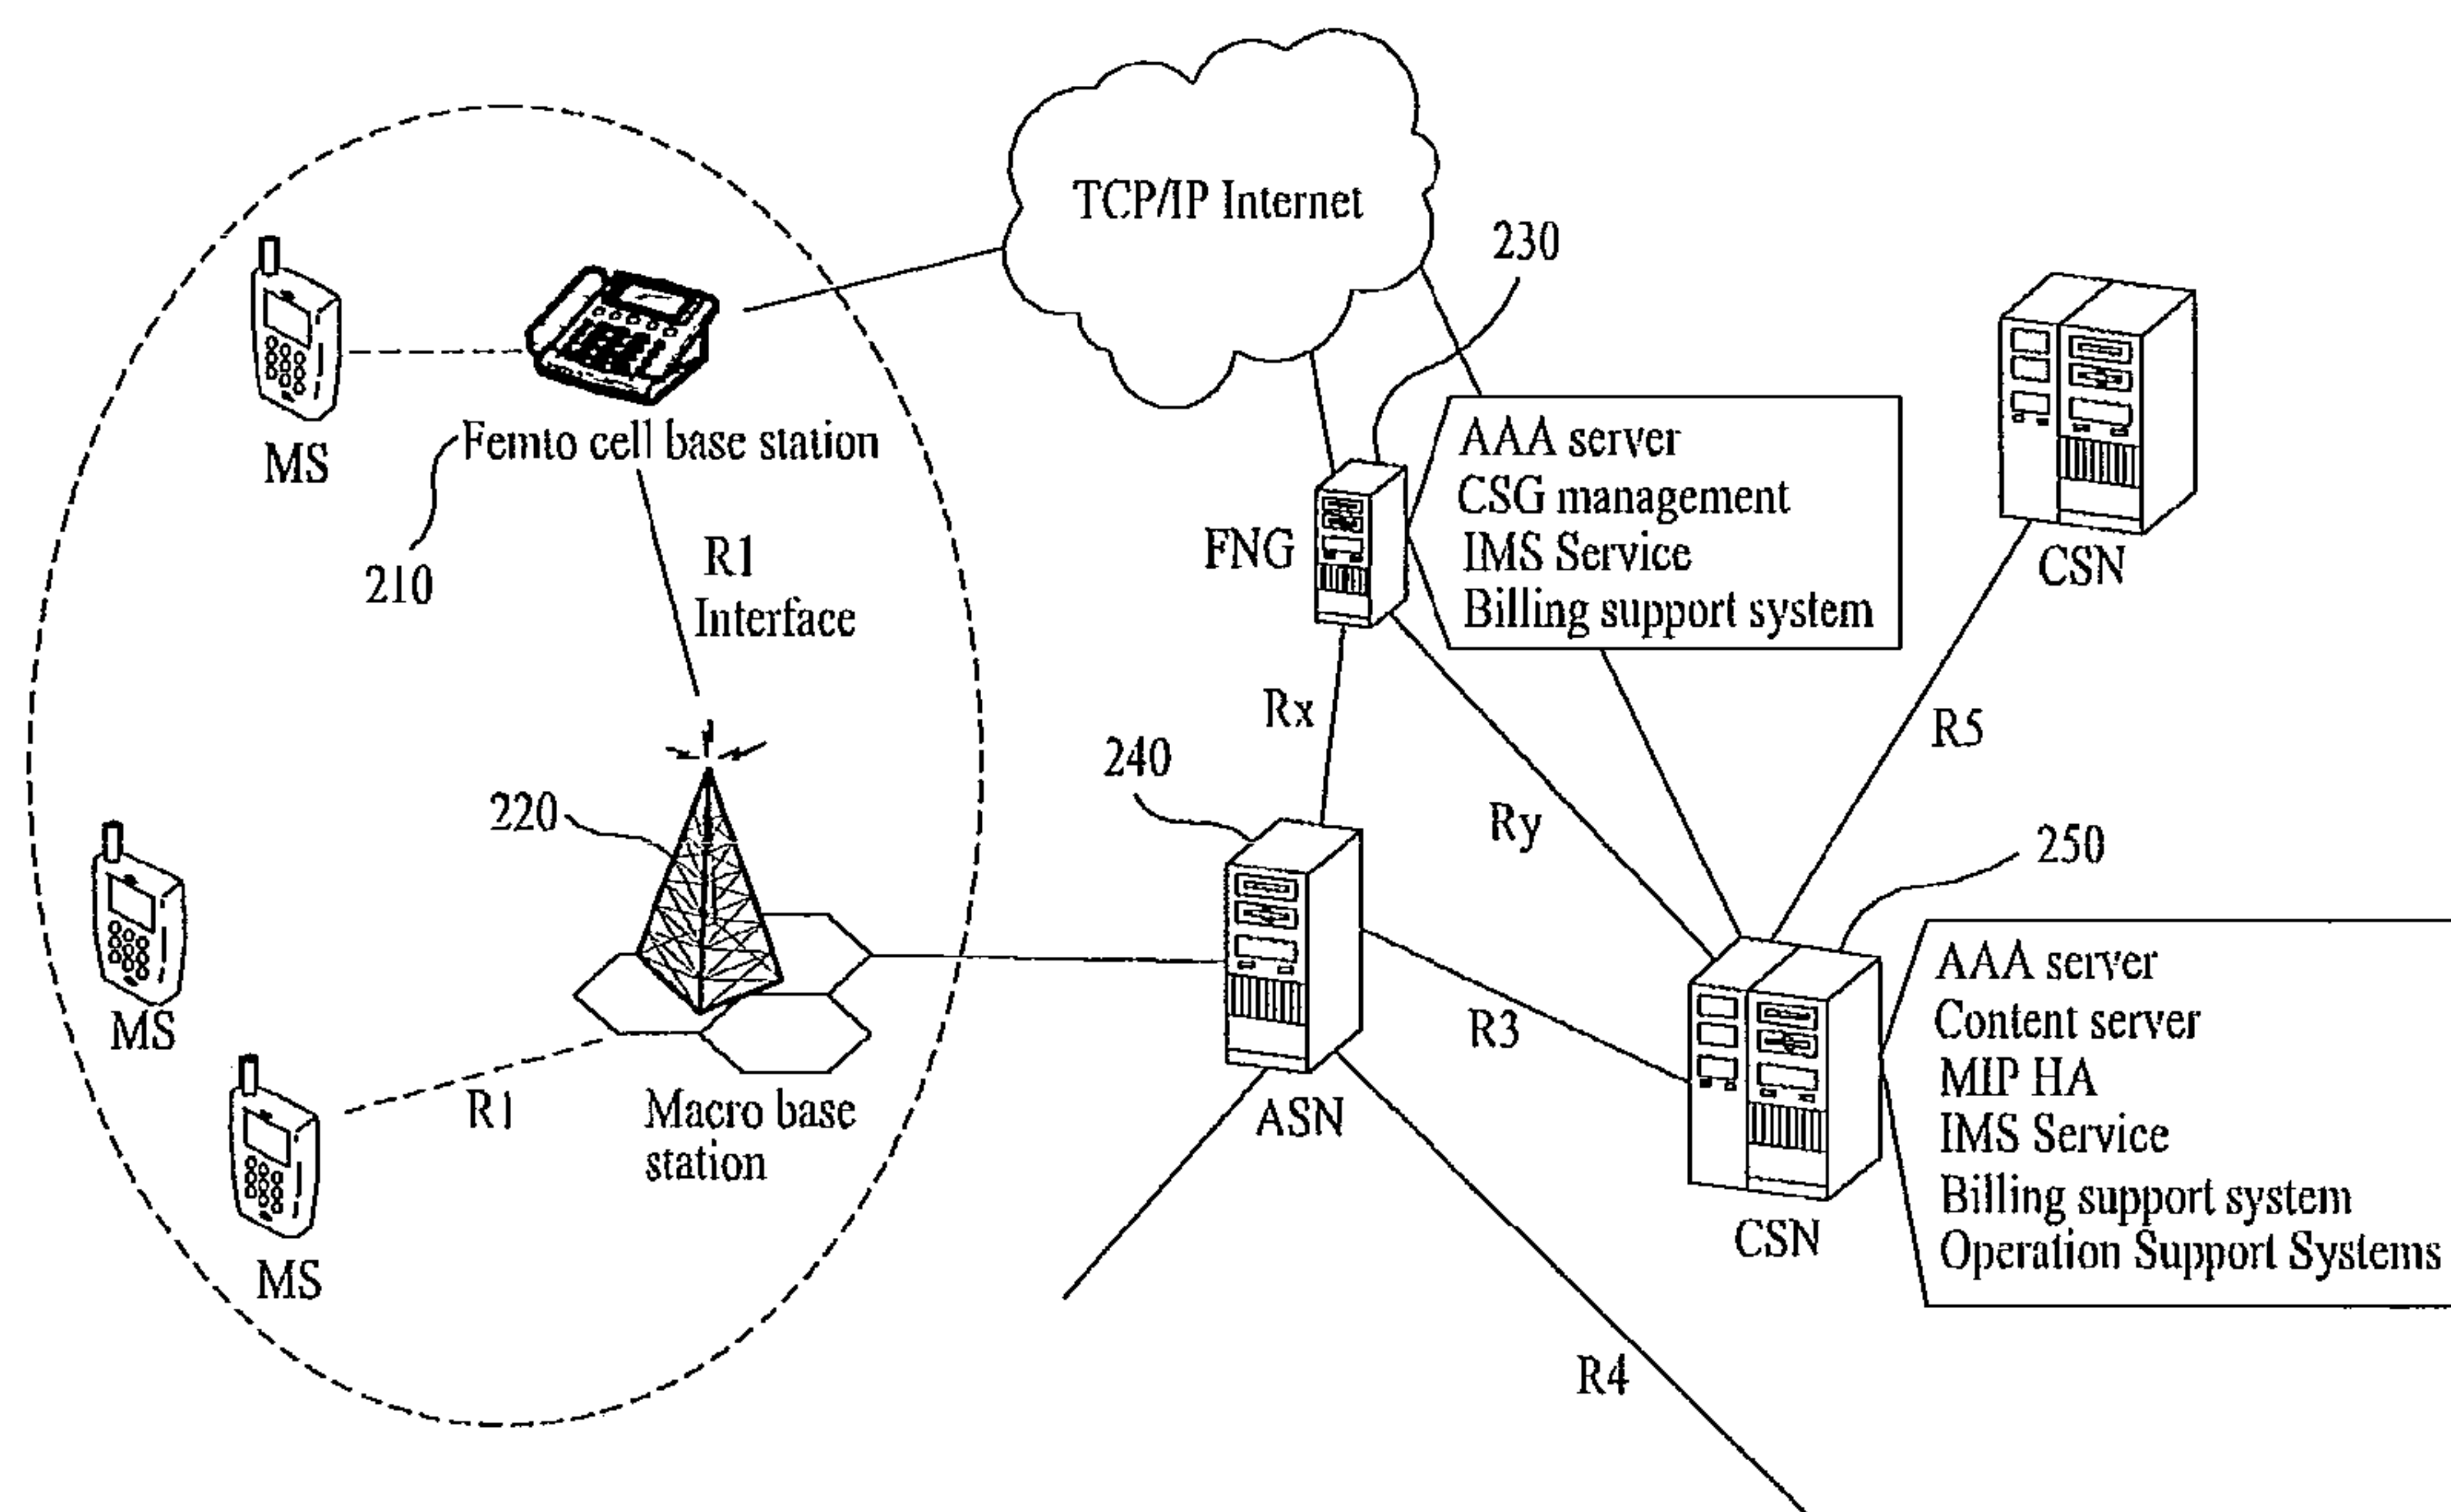 TCP/IP Internet
230
MS
Femto cell base station
210
R1
Interface
FNG
AAA server
CSG management
IMS Service
Billing support system
CSN
Rx
R5
240
220
Ry
250
MS
R1
Macro base
station
ASN
R3
AAA server
Content server
MIP HA
IMS Service
Billing support system
Operation Support Systems
CSN
MS
R4